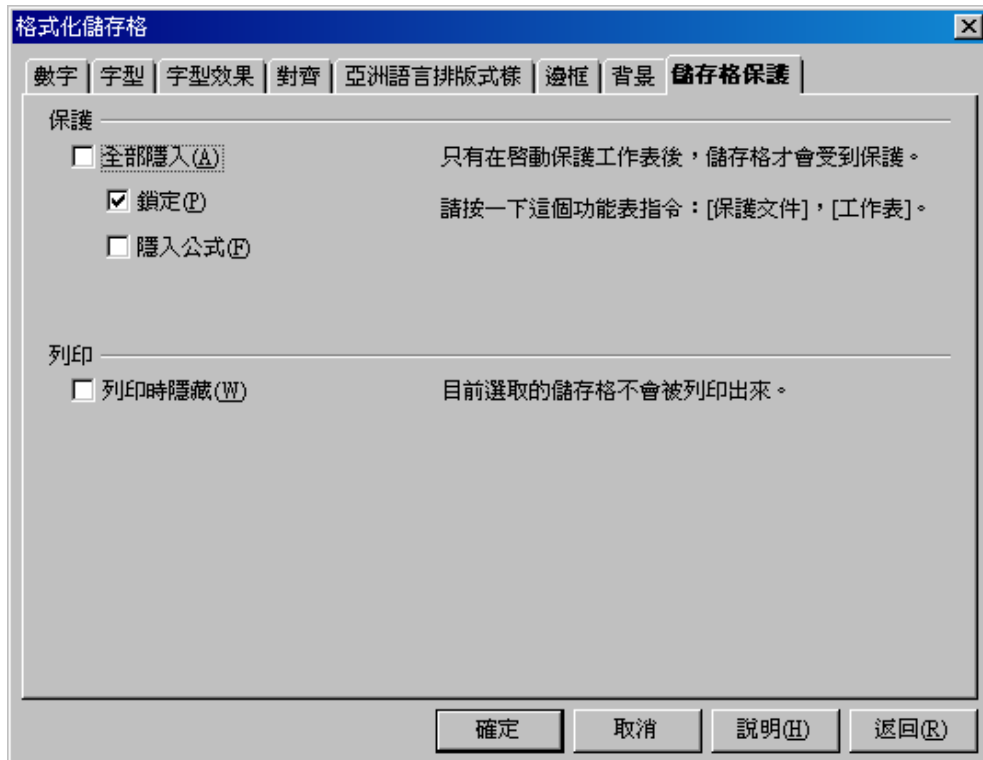 格式化儲存格
數字 字型 字型效果 對齊 亞洲語言排版式樣 邊框 背景 儲存格保護
保護
全部隱入(A) 只有在啓動保護工作表後，儲存格才會受到保護。
鎖定(P) 請按一下這個功能表指令：[保護文件]，[工作表]。
隱入公式(F)
列印
列印時隱藏(W) 目前選取的儲存格不會被列印出來。
確定 取消 說明(H) 返回(R)